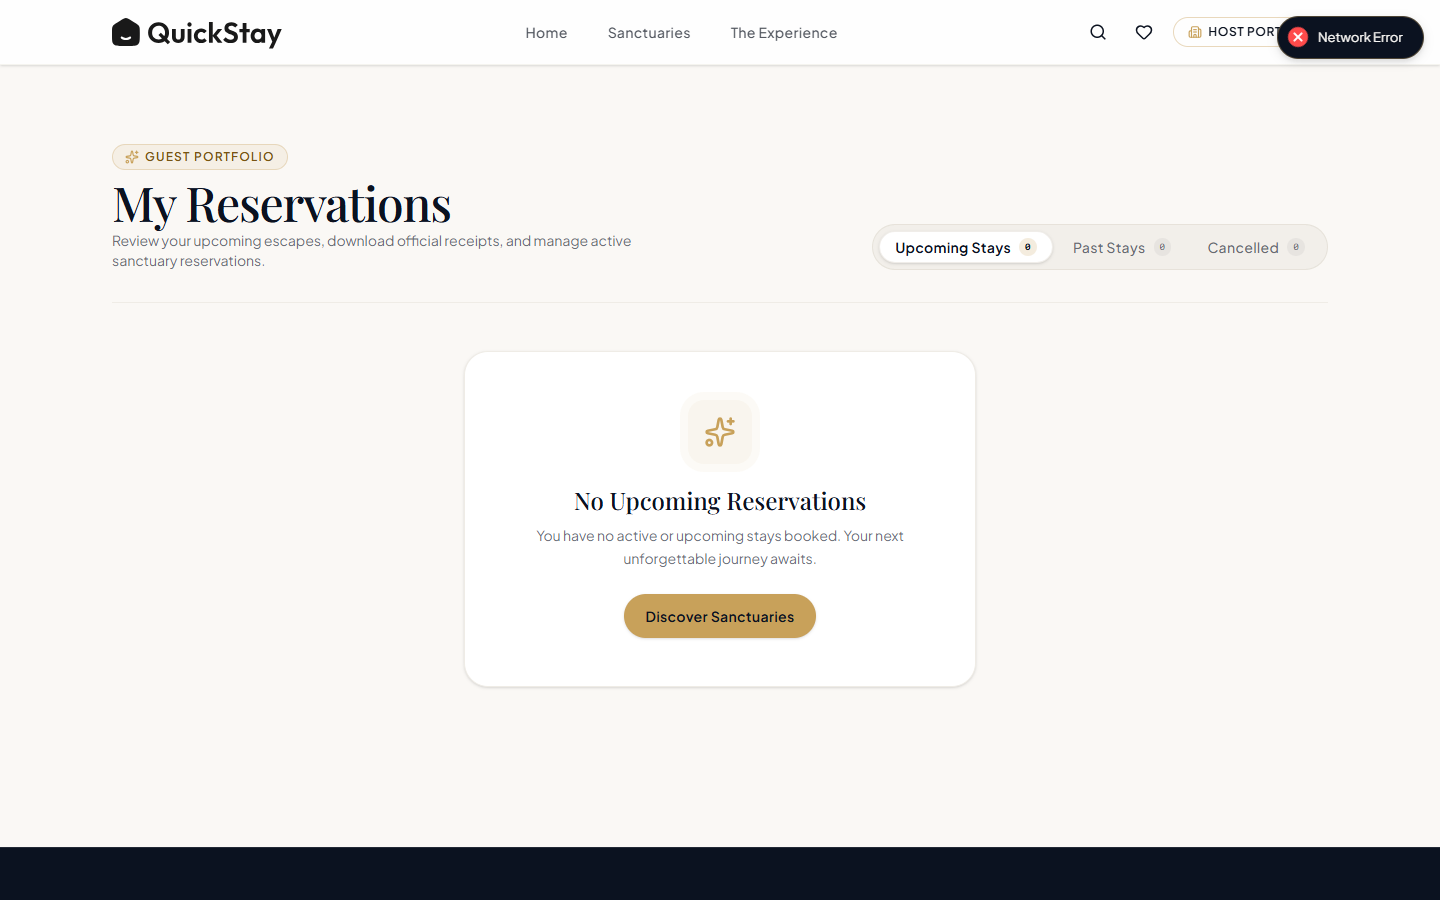 QuickStay
Home
Sanctuaries
The Experience
HOST PORT
Network Error
GUEST PORTFOLIO
My Reservations
Review your upcoming escapes, download official receipts, and manage active
sanctuary reservations.
Upcoming Stays 0
Past Stays 0
Cancelled 0
No Upcoming Reservations
You have no active or upcoming stays booked. Your next
unforgettable journey awaits.
Discover Sanctuaries